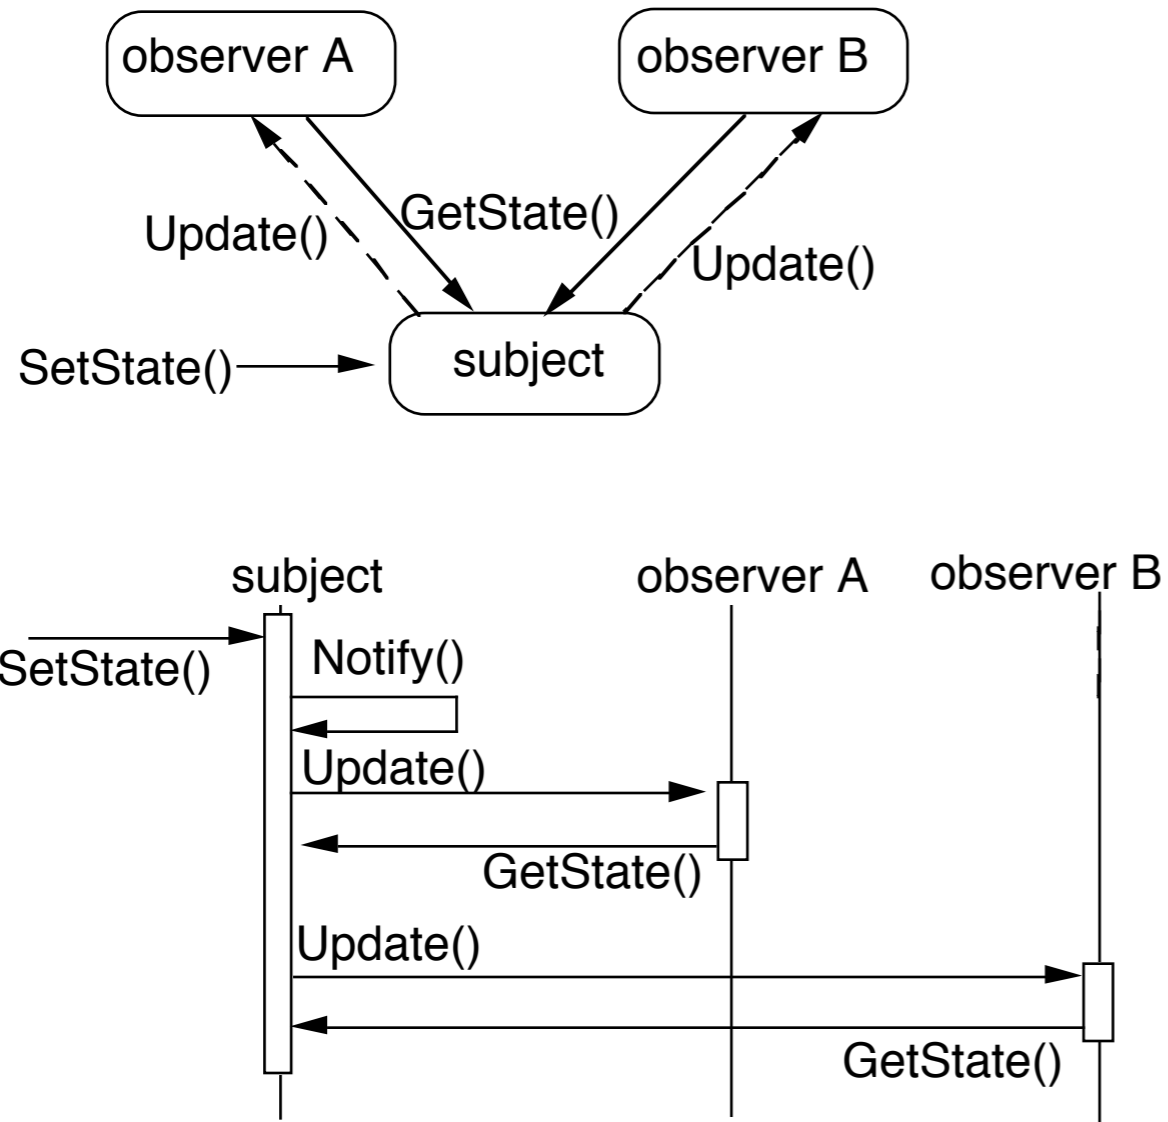 observer A
observer B
GetState()
Update()
Update()
SetState()
subject
subject
observer A
observer B
SetState()
Notify()
Update()
GetState()
Update()
GetState()